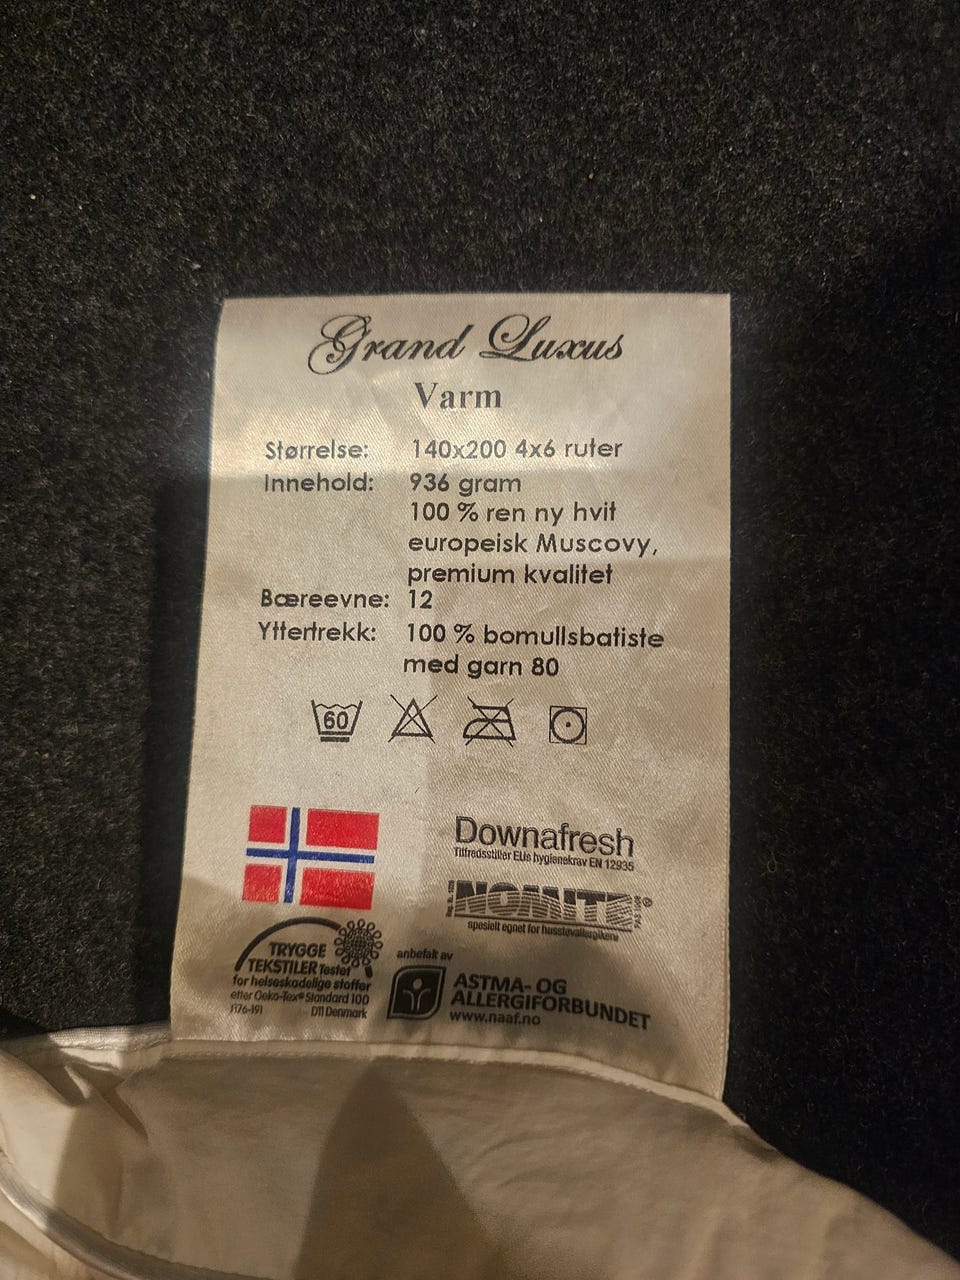 Grand Luxus
Varm
Størrelse: 140x200 4x6 ruter
Innehold: 936 gram
100 % ren ny hvit
europeisk Muscovy,
premium kvalitet
Bæreevne: 12
Yttertrekk: 100 % bomullsbatiste
med garn 80
60
Downafresh
Tilfredsstiller EUs hygienekrav EN 12935
NOMITE ®
spesielt egnet for husstøvallergikere
TRYGGE
TEKSTILER Testet
for helseskadelige stoffer
etter Oeko-Tex® Standard 100
1176-191 DTI Denmark
anbefalt av
ASTMA- OG
ALLERGIFORBUNDET
www.naaf.no